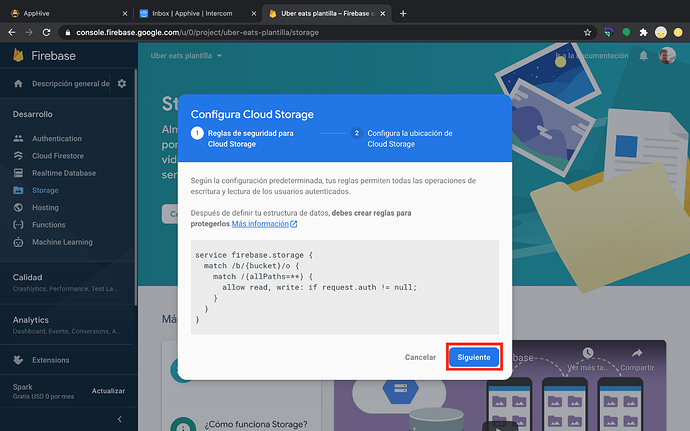 AppHive
Inbox | Apphive | Intercom
Uber eats plantilla – Firebase c
console.firebase.google.com/u/0/project/uber-eats-plantilla/storage
Firebase
Uber eats plantilla
Ir a la documentación
Descripción general de
Desarrollo
Authentication
Cloud Firestore
Realtime Database
Storage
Hosting
Functions
Machine Learning
Calidad
Crashlytics, Performance, Test La...
Analytics
Dashboard, Events, Conversions, A...
Extensions
Spark
Gratis USD 0 por mes
Actualizar
St
Alm
por
vid
ser
Co
Má
Configura Cloud Storage
1 Reglas de seguridad para
Cloud Storage
2 Configura la ubicación de
Cloud Storage
Según la configuración predeterminada, tus reglas permiten todas las operaciones de
escritura y lectura de los usuarios autenticados.
Después de definir tu estructura de datos, debes crear reglas para
protegerlos. Más información
service firebase.storage {
match /b/{bucket}/o {
match /{allPaths=**} {
allow read, write: if request.auth != null;
}
}
}
Cancelar
Siguiente
base
Ver más ta...
Compartir
¿Cómo funciona Storage?